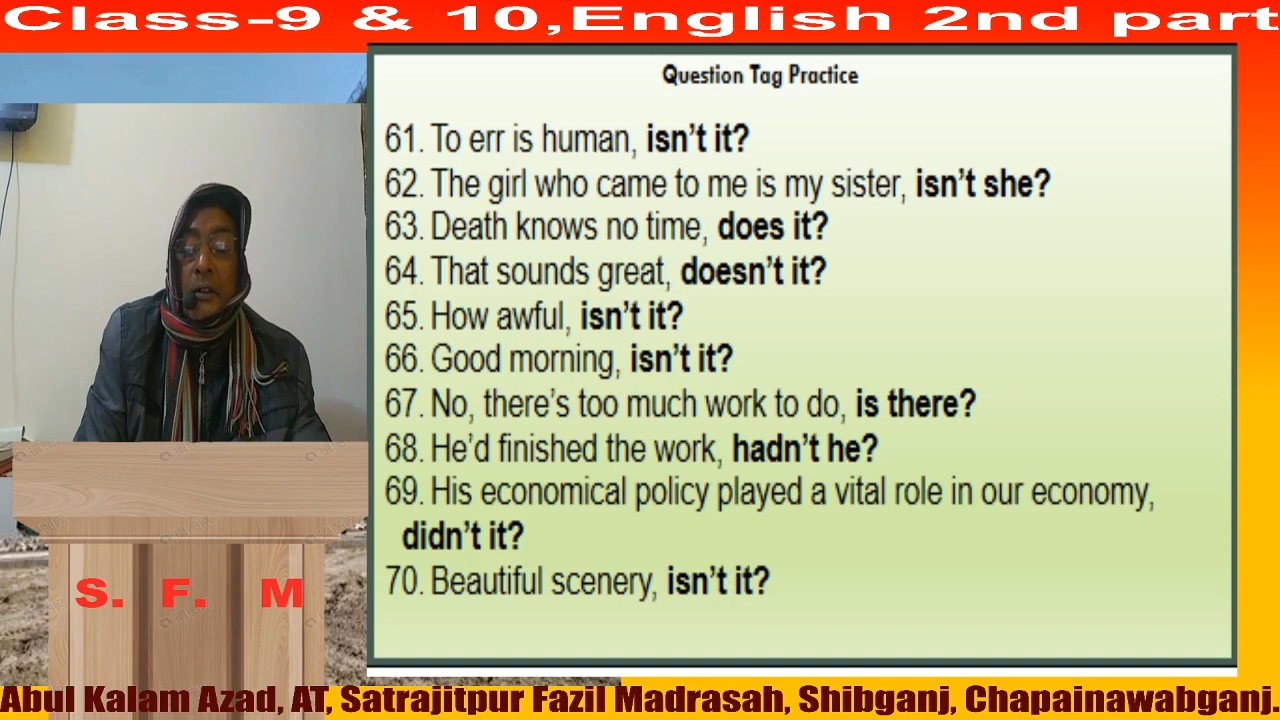 Class-9 & 10,English 2nd part
Question Tag Practice
61. To err is human, isn't it?
62. The girl who came to me is my sister, isn't she?
63. Death knows no time, does it?
64. That sounds great, doesn't it?
65. How awful, isn't it?
66. Good morning, isn't it?
67. No, there's too much work to do, is there?
68. He'd finished the work, hadn't he?
69. His economical policy played a vital role in our economy,
didn't it?
70. Beautiful scenery, isn't it?
S. F. M
Abul Kalam Azad, AT, Satrajitpur Fazil Madrasah, Shibganj, Chapainawabganj.